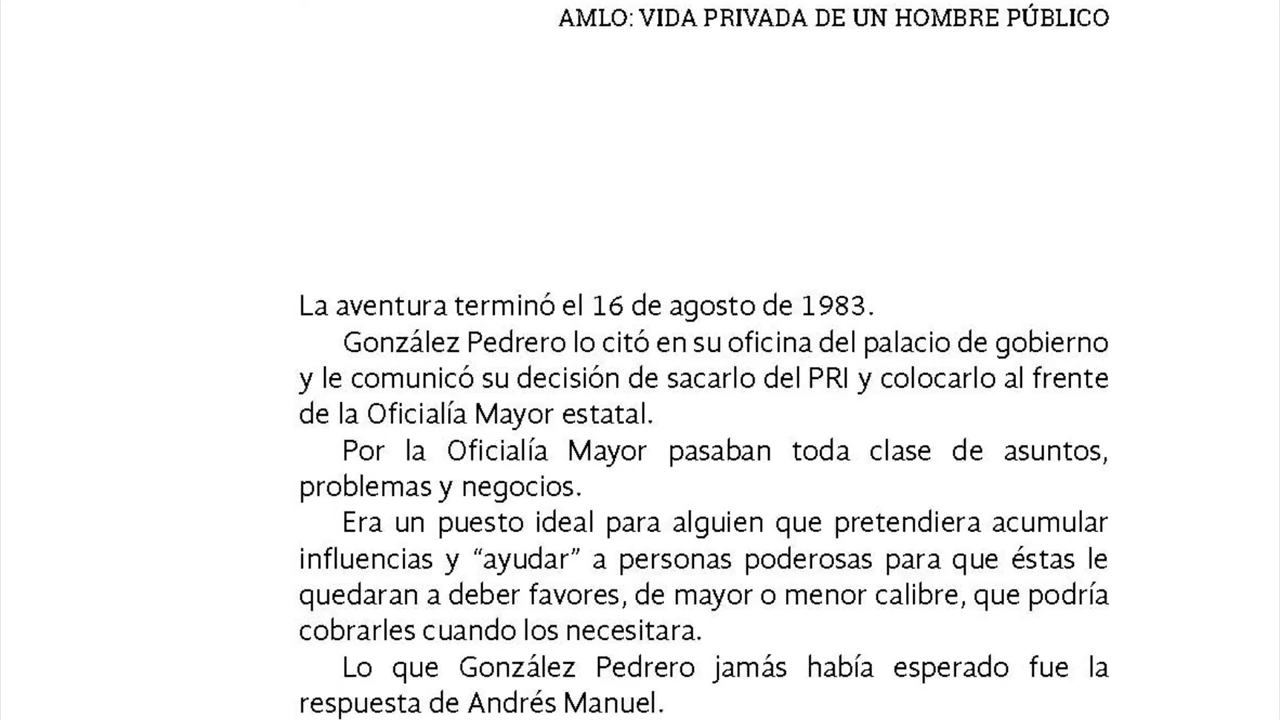 AMLO: VIDA PRIVADA DE UN HOMBRE PÚBLICO
La aventura terminó el 16 de agosto de 1983.
González Pedrero lo citó en su oficina del palacio de gobierno
y le comunicó su decisión de sacarlo del PRI y colocarlo al frente
de la Oficialía Mayor estatal.
Por la Oficialía Mayor pasaban toda clase de asuntos,
problemas y negocios.
Era un puesto ideal para alguien que pretendiera acumular
influencias y “ayudar” a personas poderosas para que éstas le
quedaran a deber favores, de mayor o menor calibre, que podría
cobrarles cuando los necesitara.
Lo que González Pedrero jamás había esperado fue la
respuesta de Andrés Manuel.